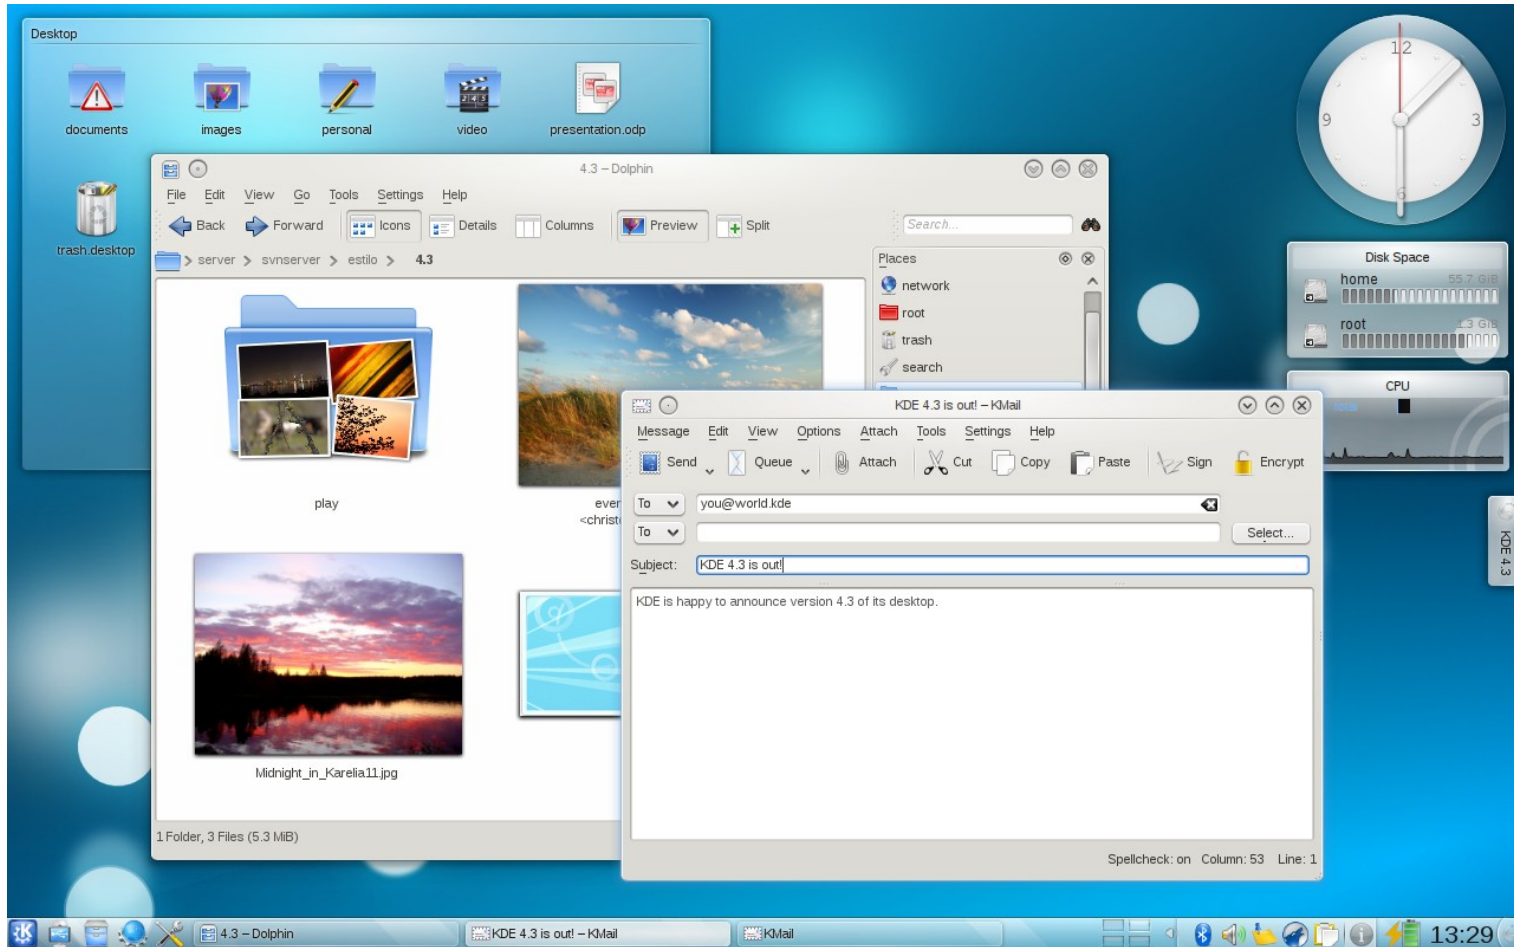 Desktop
documents
images
personal
video
presentation.odp
trash.desktop
4.3 – Dolphin
File Edit View Go Tools Settings Help
Back Forward Icons Details Columns Preview Split Search...
server > svnserver > estilo > 4.3
Places
network
root
trash
search
play
Midnight_in_Karelia11.jpg
1 Folder, 3 Files (5.3 MiB)
KDE 4.3 is out! – KMail
Message Edit View Options Attach Tools Settings Help
Send Queue Attach Cut Copy Paste Sign Encrypt
To you@world.kde
To Select...
Subject: KDE 4.3 is out!
KDE is happy to announce version 4.3 of its desktop.
Spellcheck: on Column: 53 Line: 1
12
3
6
9
Disk Space
home 55.7 GiB
root 1.3 GiB
CPU
KDE 4.3
4.3 – Dolphin
KDE 4.3 is out! – KMail
KMail
13:29